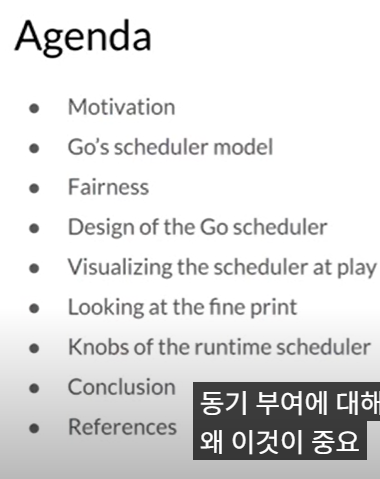 Agenda
● Motivation
● Go's scheduler model
● Fairness
● Design of the Go scheduler
● Visualizing the scheduler at play
● Looking at the fine print
● Knobs of the runtime scheduler
● Conclusion
● References
동기 부여에 대해
왜 이것이 중요